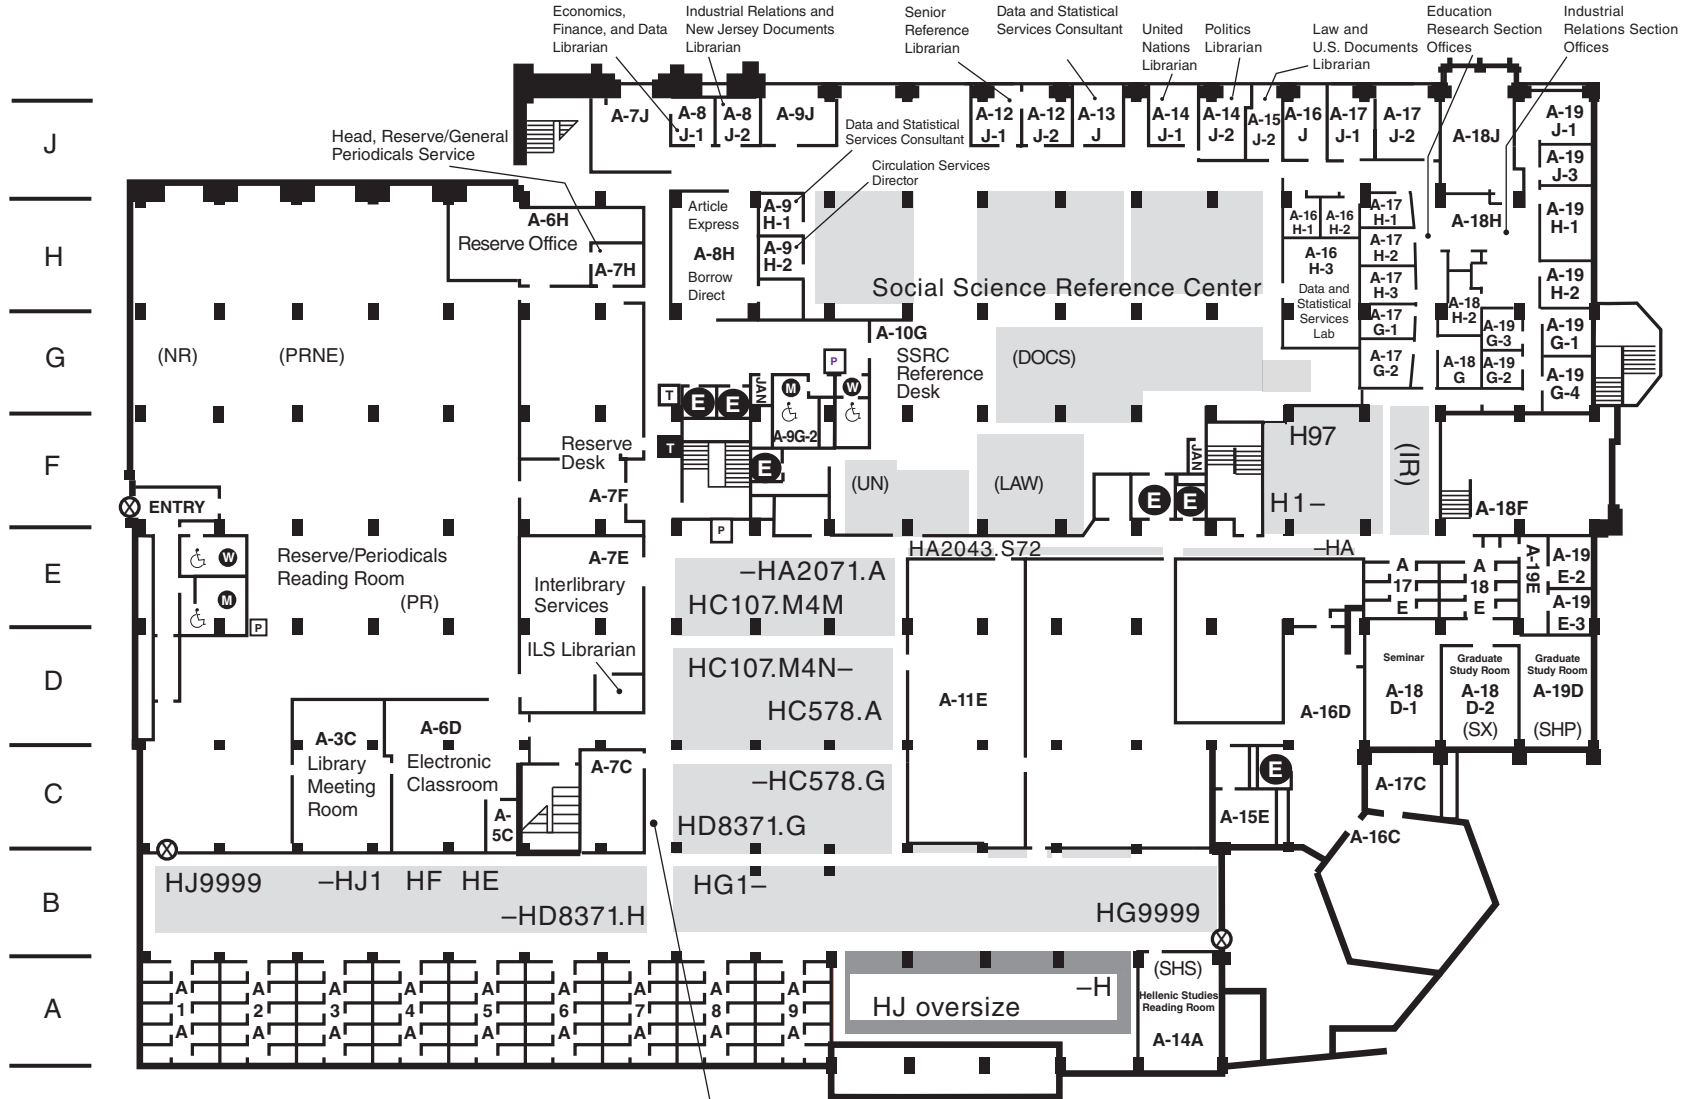 Economics,
Finance, and Data
Librarian
Industrial Relations and
New Jersey Documents
Librarian
Senior
Reference
Librarian
Data and Statistical
Services Consultant
United
Nations
Librarian
Politics
Librarian
Law and
U.S. Documents
Librarian
Education
Research Section
Offices
Industrial
Relations Section
Offices
J
A-7J
A-8
J-1
A-8
J-2
A-9J
A-12
J-1
A-12
J-2
A-13
J
A-14
J-1
A-14
J-2
A-15
J-2
A-16
J
A-17
J-1
A-17
J-2
A-18J
A-19
J-1
A-19
J-3
Head, Reserve/General
Periodicals Service
Data and Statistical
Services Consultant
Circulation Services
Director
H
A-6H
Reserve Office
A-7H
Article
Express
A-8H
Borrow
Direct
A-9
H-1
A-9
H-2
Social Science Reference Center
A-16
H-1
A-16
H-2
A-16
H-3
Data and
Statistical
Services
Lab
A-17
H-1
A-17
H-2
A-17
H-3
A-18H
A-18
H-2
A-19
H-1
A-19
H-2
G
(NR)
(PRNE)
A-10G
SSRC
Reference
Desk
(DOCS)
P
T
E
E
JAN
M
W
A-9G-2
A-17
G-1
A-17
G-2
A-18
G
A-19
G-3
A-19
G-2
A-19
G-1
A-19
G-4
F
Reserve
Desk
A-7F
T
E
(UN)
(LAW)
JAN
E
E
H97
H1–
(IR)
A-18F
ENTRY
P
E
W
M
P
Reserve/Periodicals
Reading Room
(PR)
A-7E
Interlibrary
Services
ILS Librarian
HA2043.S72
–HA
–HA2071.A
HC107.M4M
A
17
E
A
18
E
A-19E
A-19
E-2
A-19
E-3
D
HC107.M4N–
HC578.A
A-11E
A-16D
Seminar
A-18
D-1
Graduate
Study Room
A-18
D-2
(SX)
Graduate
Study Room
A-19D
(SHP)
C
A-3C
Library
Meeting
Room
A-6D
Electronic
Classroom
A-
5C
A-7C
–HC578.G
HD8371.G
E
A-15E
A-17C
A-16C
B
HJ9999
–HJ1
HF
HE
–HD8371.H
HG1–
HG9999
A
A
1
A
A
2
A
A
3
A
A
4
A
A
5
A
A
6
A
A
7
A
A
8
A
A
9
A
–H
HJ oversize
(SHS)
Hellenic Studies
Reading Room
A-14A